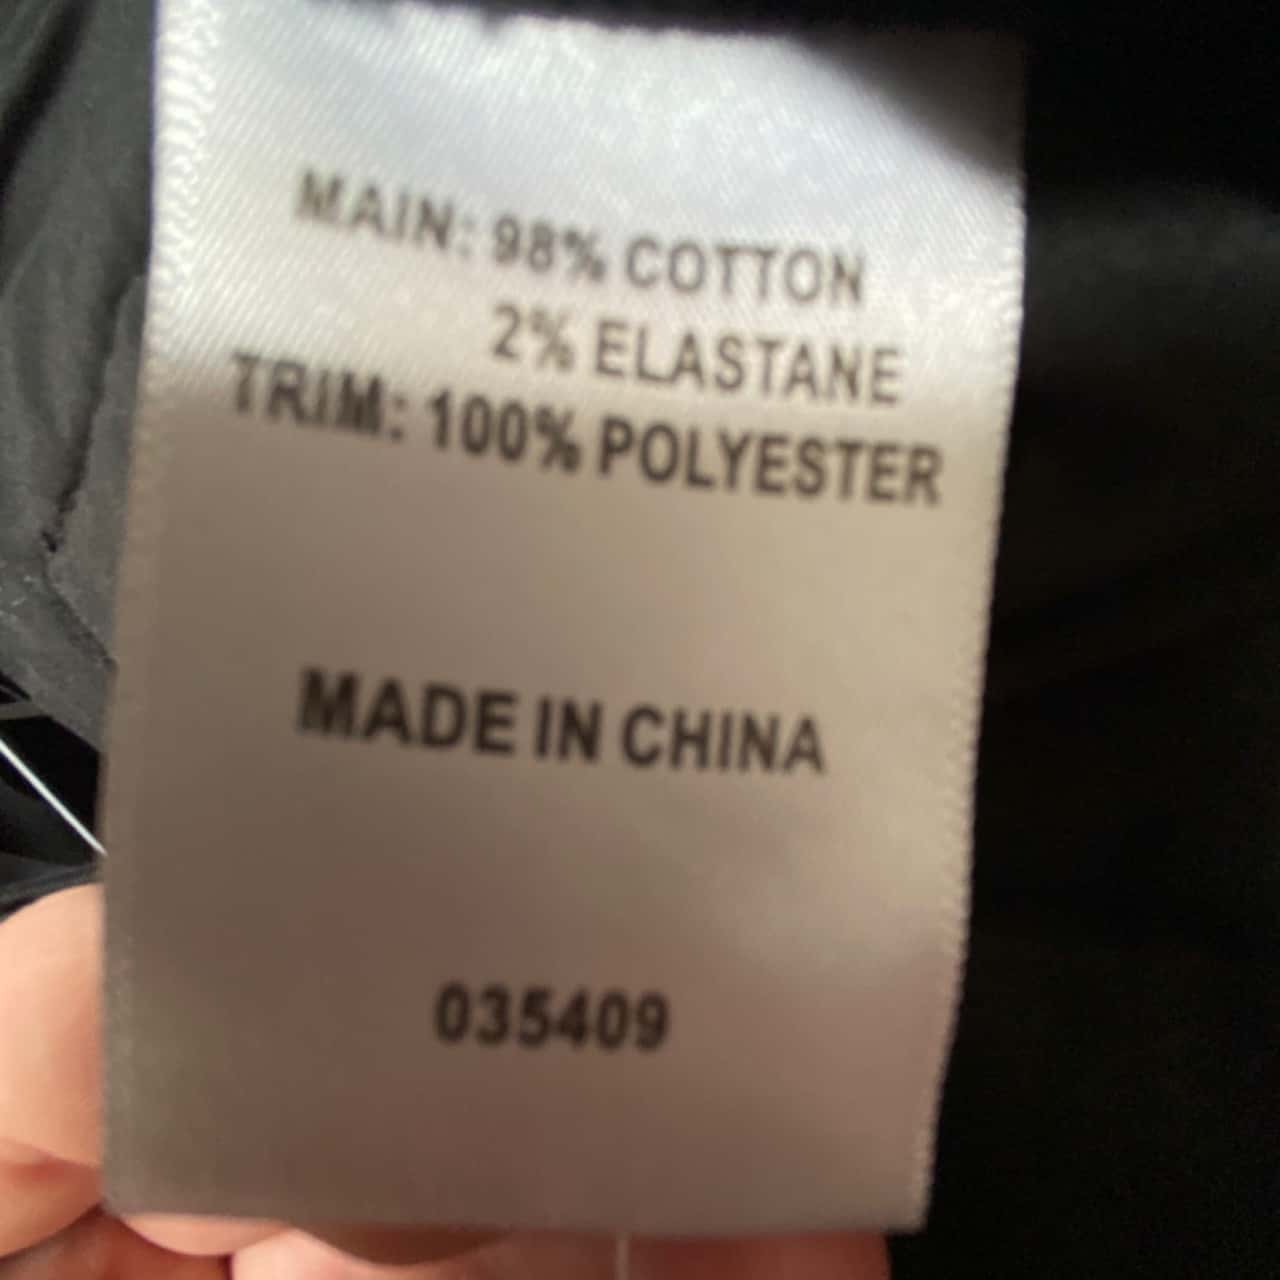 MAIN: 98% COTTON
2% ELASTANE
TRIM: 100% POLYESTER
MADE IN CHINA
035409